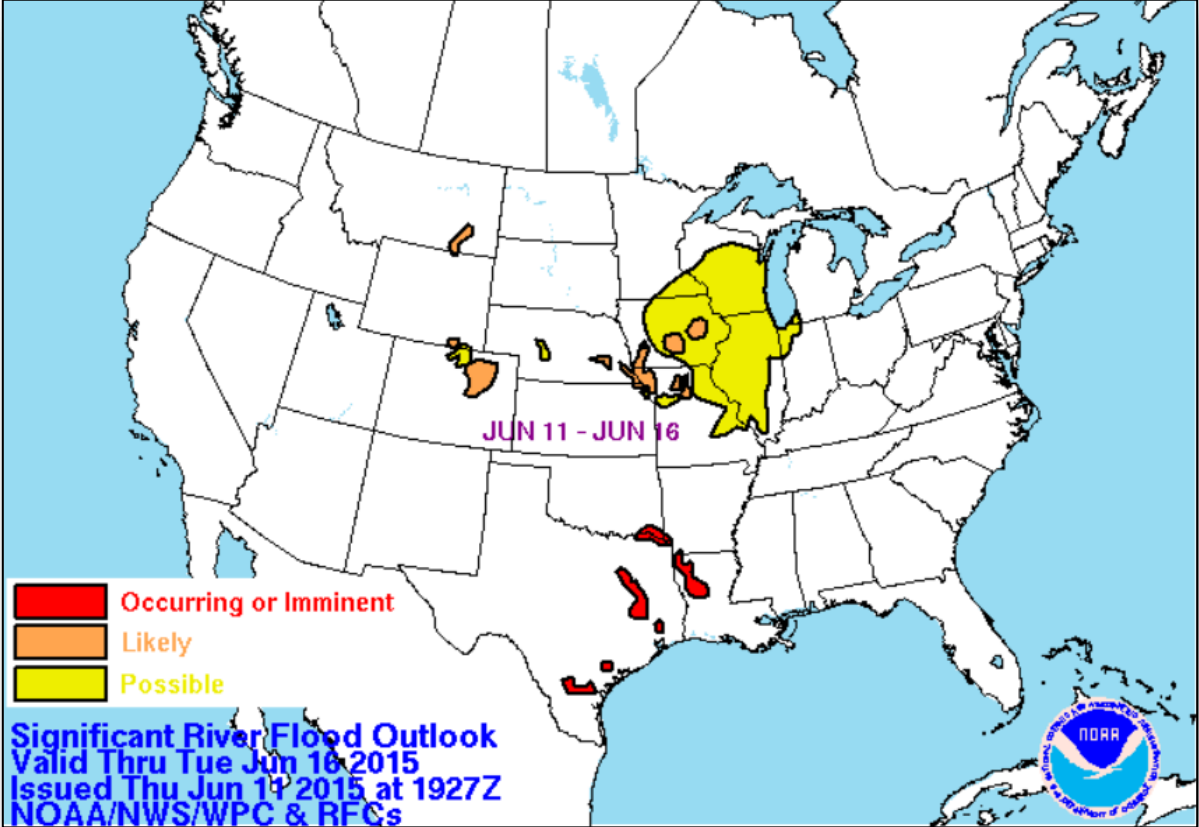 JUN 11 - JUN 16
Occurring or Imminent
Likely
Possible
Significant River Flood Outlook
Valid Thru Tue Jun 16 2015
Issued Thu Jun 11 2015 at 1927Z
NOAA/NWS/WPC & RFCs
NOAA